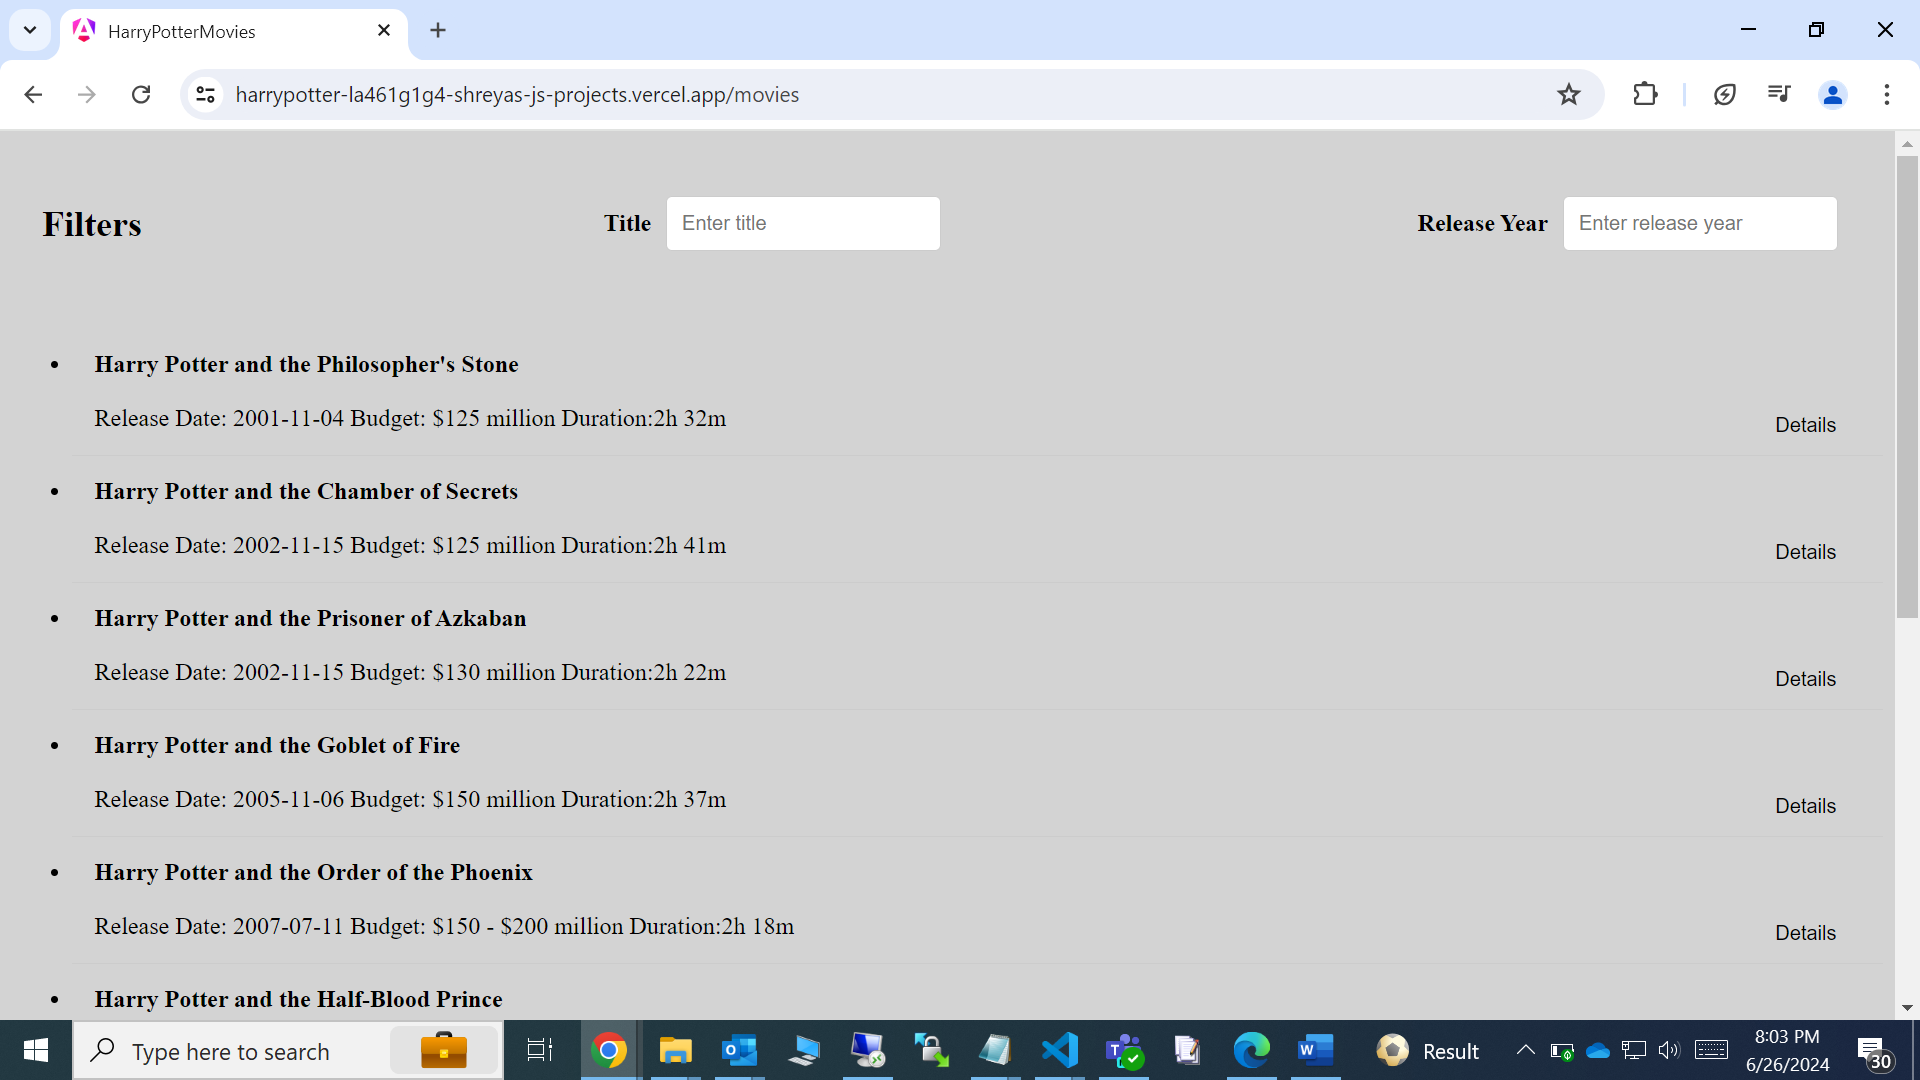 HarryPotterMovies
harrypotter-la461g1g4-shreyas-js-projects.vercel.app/movies
Filters
Title
Enter title
Release Year
Enter release year
Harry Potter and the Philosopher's Stone
Release Date: 2001-11-04 Budget: $125 million Duration:2h 32m
Details
Harry Potter and the Chamber of Secrets
Release Date: 2002-11-15 Budget: $125 million Duration:2h 41m
Details
Harry Potter and the Prisoner of Azkaban
Release Date: 2002-11-15 Budget: $130 million Duration:2h 22m
Details
Harry Potter and the Goblet of Fire
Release Date: 2005-11-06 Budget: $150 million Duration:2h 37m
Details
Harry Potter and the Order of the Phoenix
Release Date: 2007-07-11 Budget: $150 - $200 million Duration:2h 18m
Details
Harry Potter and the Half-Blood Prince
Type here to search
Result
8:03 PM
6/26/2024
30